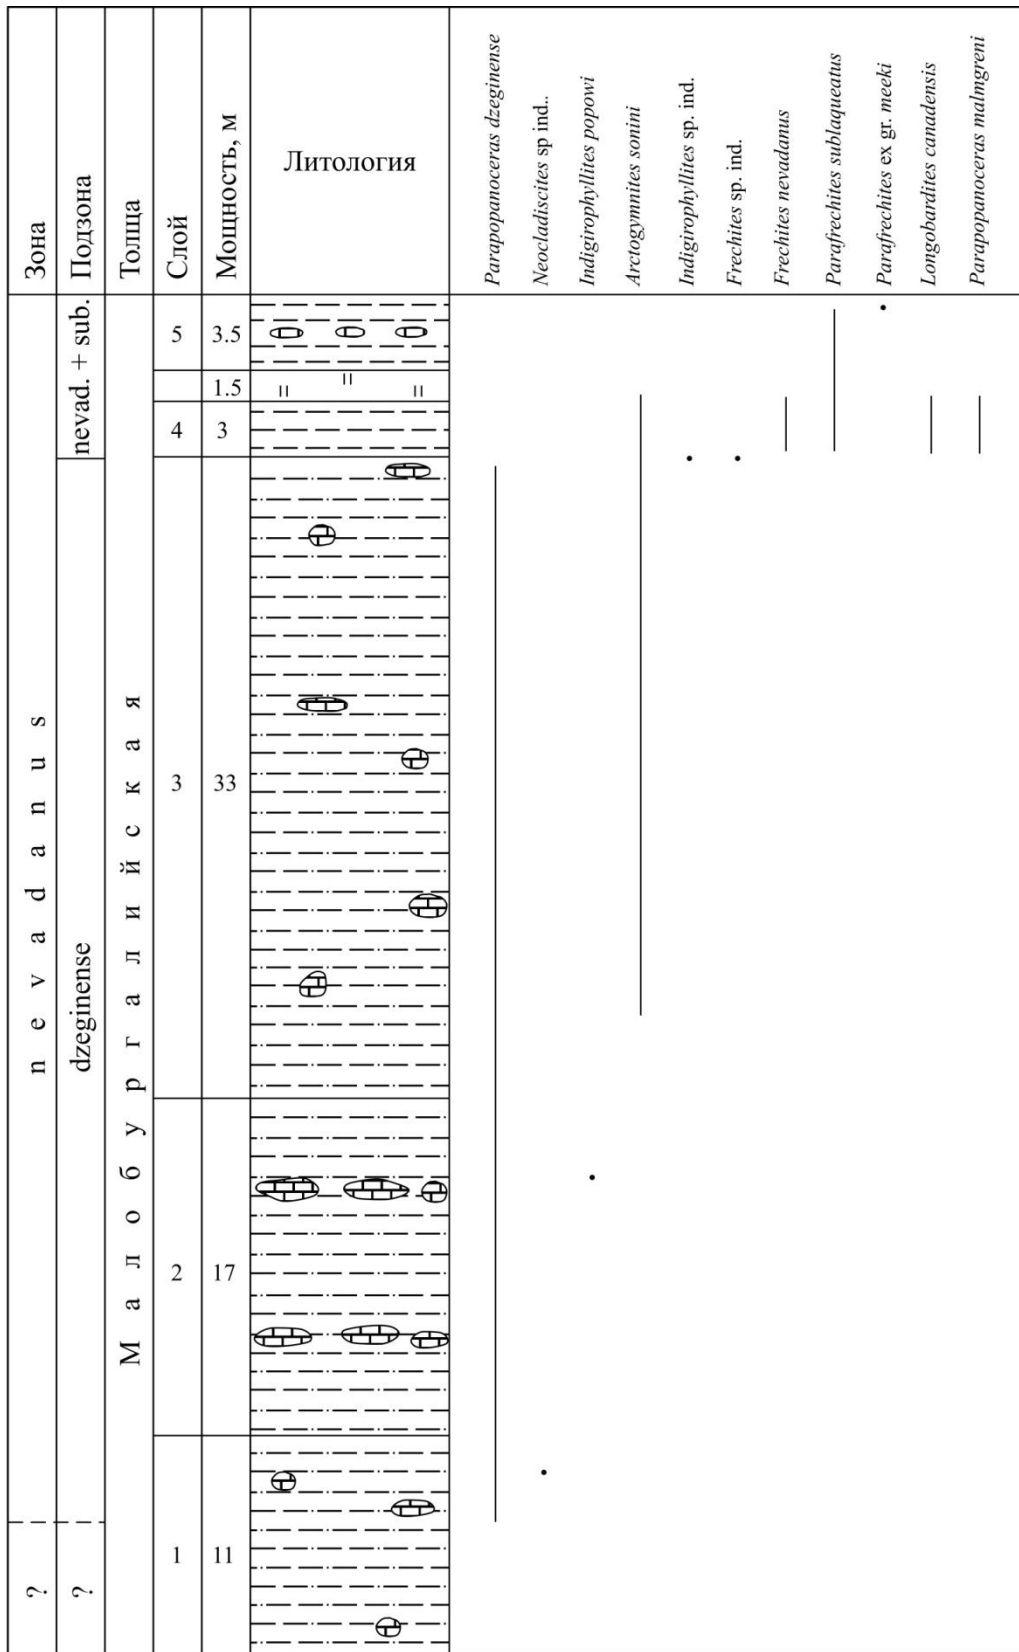 Зона
Подзона
Толща
Слой
Мощность, м
Литология
Parapopanoceras dzeginense
Neocladiscites sp ind..
Indigirophyllites popowi
Arctogymnites sonini
Indigirophyllites sp. ind.
Frechites sp. ind.
Frechites nevadanus
Parafrechites sublaqueatus
Parafrechites ex gr. meeki
Longobardites canadensis
Parapopanoceras malmgreni
nevadanus
?
nevad. + sub.
dzeginense
?
Малобургалийская
5
3.5
1.5
4
3
3
33
2
17
1
11